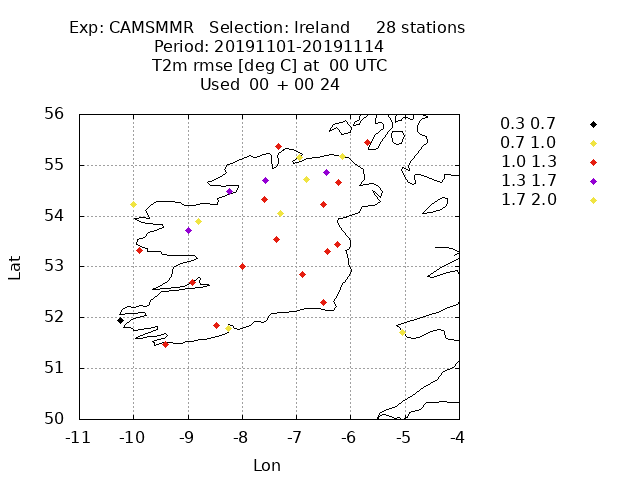 Exp: CAMSMMR   Selection: Ireland     28 stations
Period: 20191101-20191114
T2m rmse [deg C] at  00 UTC
Used  00 + 00 24
0.3 0.7
0.7 1.0
1.0 1.3
1.3 1.7
1.7 2.0
56
55
54
53
52
51
50
Lat
-11 -10 -9 -8 -7 -6 -5 -4
Lon